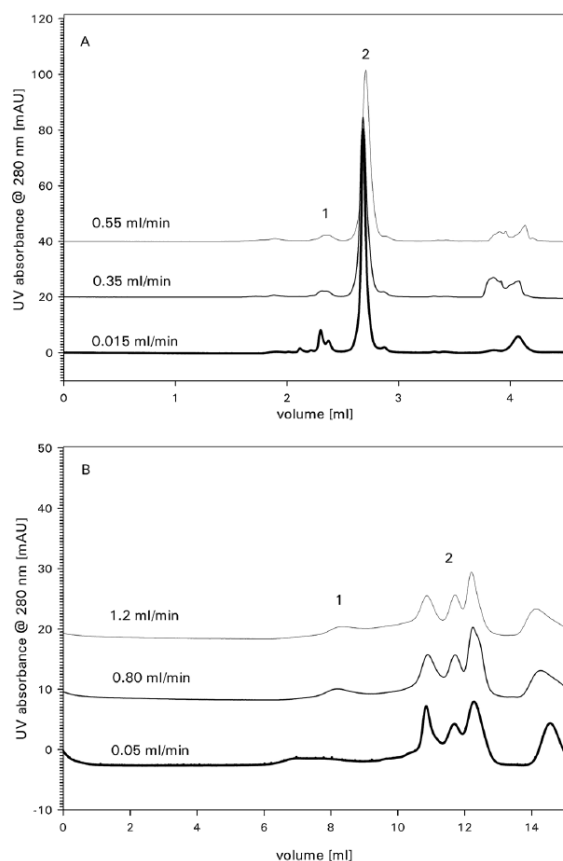 A
UV absorbance @ 280 nm [mAU]
120
100
80
60
40
20
0
2
1
0.55 ml/min
0.35 ml/min
0.015 ml/min
0 1 2 3 4
volume [ml]
B
UV absorbance @ 280 nm [mAU]
50
40
30
20
10
0
-10
1
2
1.2 ml/min
0.80 ml/min
0.05 ml/min
0 2 4 6 8 10 12 14
volume [ml]